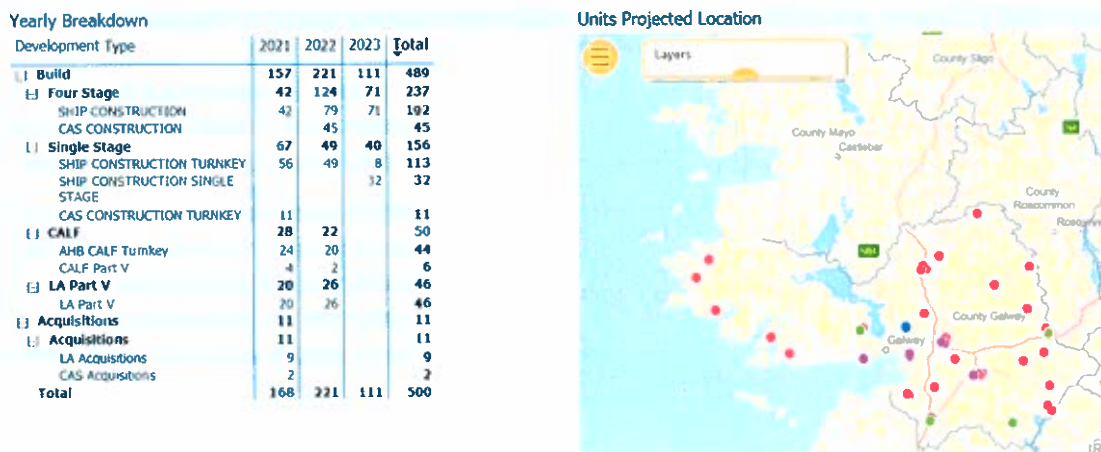 Yearly Breakdown
Development Type 2021 2022 2023 Total
Build 157 221 111 489
Four Stage 42 124 71 237
SHIP CONSTRUCTION 42 79 71 192
CAS CONSTRUCTION 45 45
Single Stage 67 49 40 156
SHIP CONSTRUCTION TURNKEY 56 49 8 113
SHIP CONSTRUCTION SINGLE 32 32
STAGE
CAS CONSTRUCTION TURNKEY 11 11
CALF 28 22 50
AHB CALF Turnkey 24 20 44
CALF Part V 4 2 6
LA Part V 20 26 46
LA Part V 20 26 46
Acquisitions 11 11
Acquisitions 11 11
LA Acquisitions 9 9
CAS Acquisitions 2 2
Total 168 221 111 500
Units Projected Location
Layers
County Sligo
County Mayo
Castlebar
County
Roscommon
County Galway
Galway